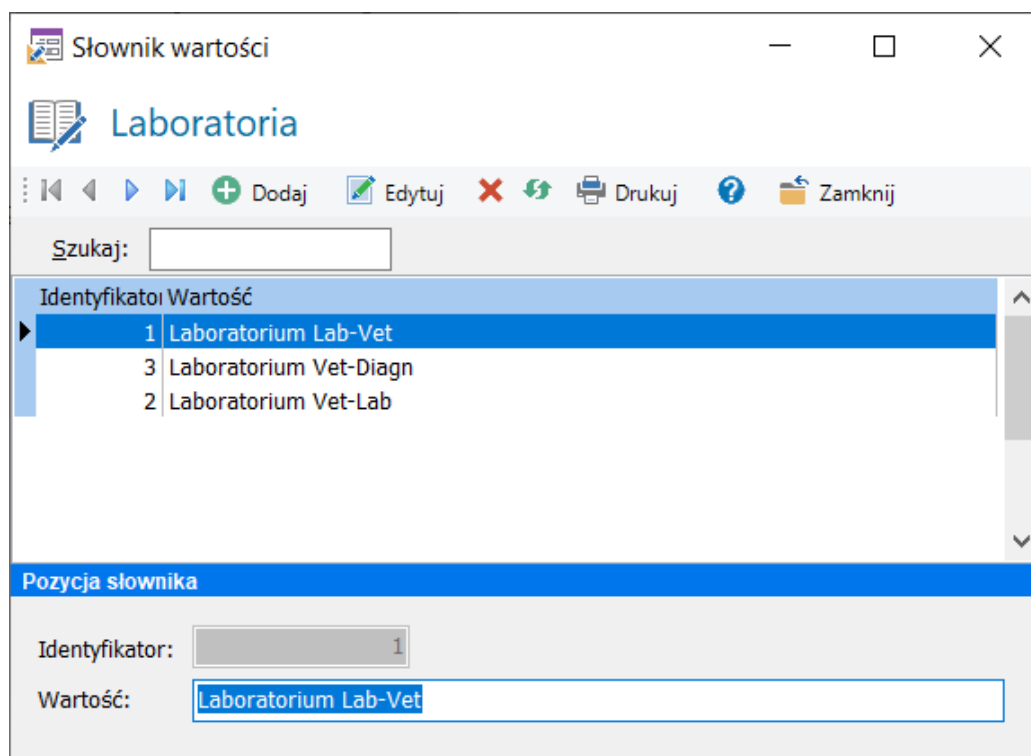 Słownik wartości
Laboratoria
Dodaj Edytuj Drukuj Zamknij
Szukaj:
Identyfikator Wartość
1 Laboratorium Lab-Vet
3 Laboratorium Vet-Diagn
2 Laboratorium Vet-Lab
Pozycja słownika
Identyfikator: 1
Wartość: Laboratorium Lab-Vet